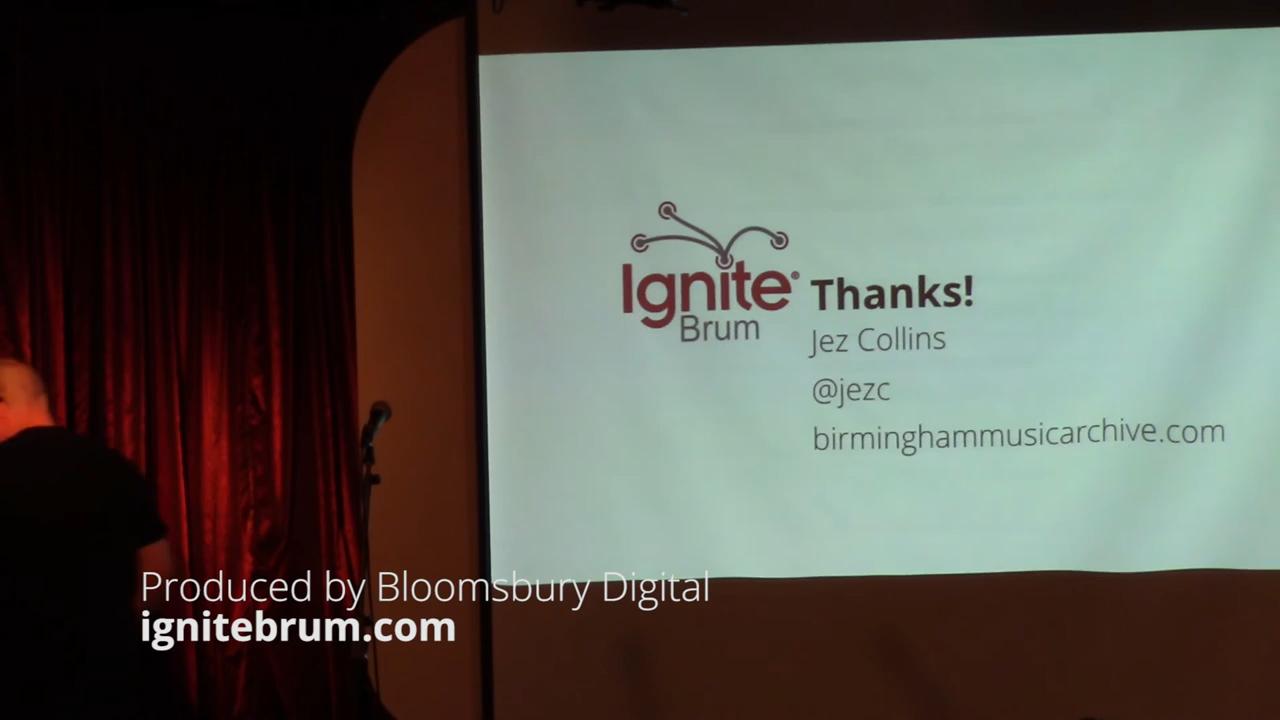 Ignite®
Brum
Thanks!
Jez Collins
@jezc
birminghammusicarchive.com
Produced by Bloomsbury Digital
ignitebrum.com